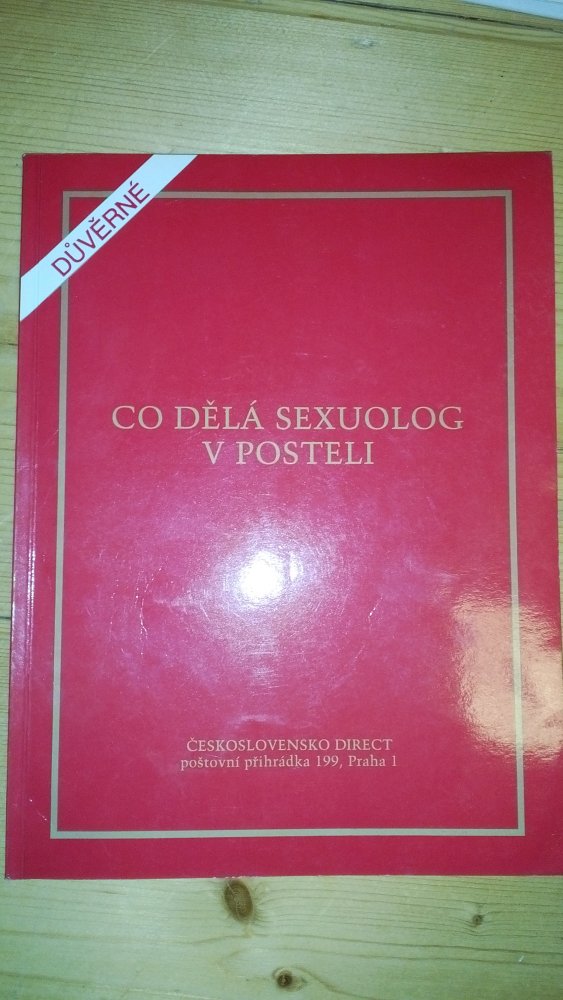 DŮVĚRNÉ
CO DĚLÁ SEXUOLOG
V POSTELI
ČESKOSLOVENSKO DIRECT
poštovní přihrádka 199, Praha 1